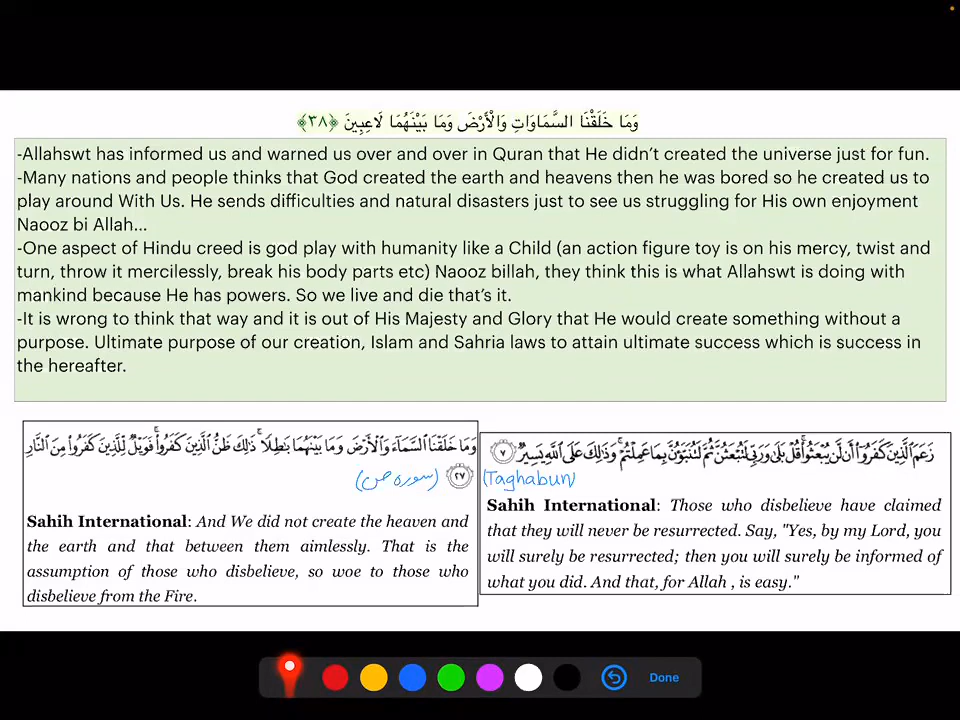 وَمَا خَلَقْنَا السَّمَاوَاتِ وَالْأَرْضَ وَمَا بَيْنَهُمَا لَاعِبِينَ ﴿٣٨﴾
-Allahswt has informed us and warned us over and over in Quran that He didn’t created the universe just for fun.
-Many nations and people thinks that God created the earth and heavens then he was bored so he created us to
play around With Us. He sends difficulties and natural disasters just to see us struggling for His own enjoyment
Naooz bi Allah...
-One aspect of Hindu creed is god play with humanity like a Child (an action figure toy is on his mercy, twist and
turn, throw it mercilessly, break his body parts etc) Naooz billah, they think this is what Allahswt is doing with
mankind because He has powers. So we live and die that’s it.
-It is wrong to think that way and it is out of His Majesty and Glory that He would create something without a
purpose. Ultimate purpose of our creation, Islam and Sahria laws to attain ultimate success which is success in
the hereafter.
وَمَا خَلَقْنَا السَّمَآءَ وَالْأَرْضَ وَمَا بَيْنَهُمَا بَاطِلًا ۚ ذَٰلِكَ ظَنُّ الَّذِينَ كَفَرُوا ۚ فَوَيْلٌ لِّلَّذِينَ كَفَرُوا مِنَ النَّارِ
٢٧ (سورہ ص)
Sahih International: And We did not create the heaven and
the earth and that between them aimlessly. That is the
assumption of those who disbelieve, so woe to those who
disbelieve from the Fire.
زَعَمَ الَّذِينَ كَفَرُوا أَن لَّن يُبْعَثُوا ۚ قُلْ بَلَىٰ وَرَبِّي لَتُبْعَثُنَّ ثُمَّ لَتُنَبَّؤُنَّ بِمَا عَمِلْتُمْ ۚ وَذَٰلِكَ عَلَى اللَّهِ يَسِيرٌ ٧
(Taghabun)
Sahih International: Those who disbelieve have claimed
that they will never be resurrected. Say, "Yes, by my Lord, you
will surely be resurrected; then you will surely be informed of
what you did. And that, for Allah , is easy."
Done